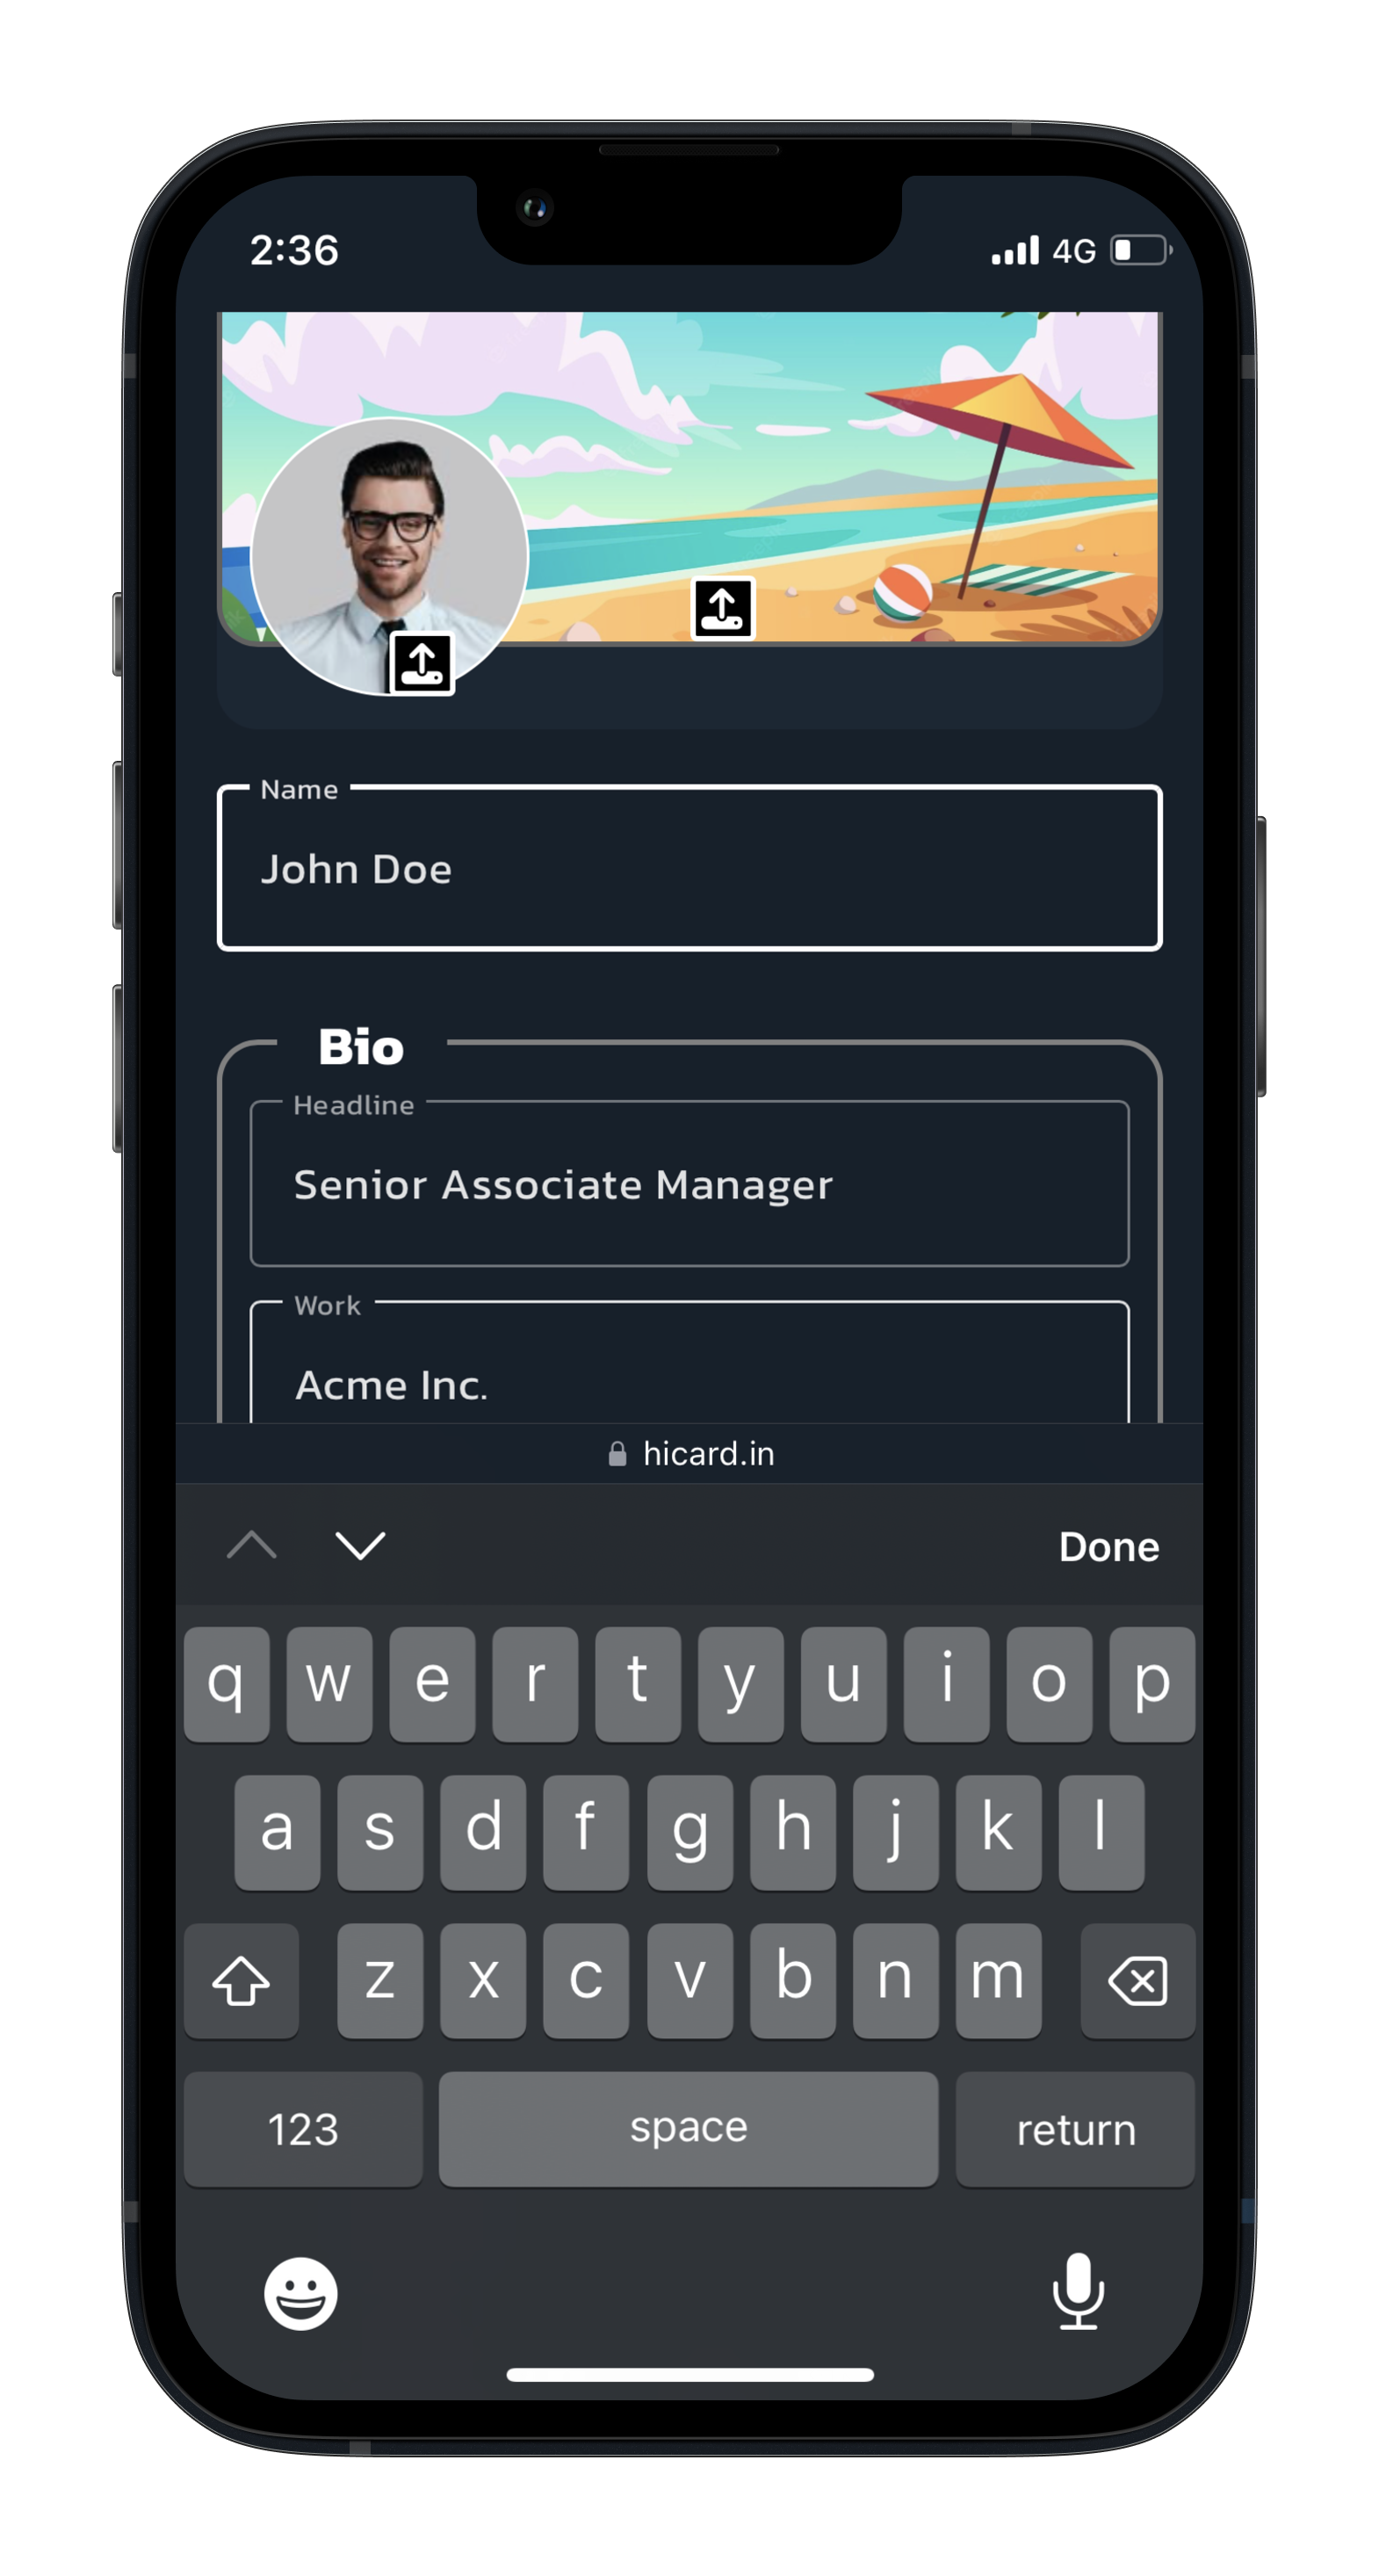 2:36
4G
Name
John Doe
Bio
Headline
Senior Associate Manager
Work
Acme Inc.
hicard.in
Done
q w e r t y u i o p
a s d f g h j k l
z x c v b n m
123 space return